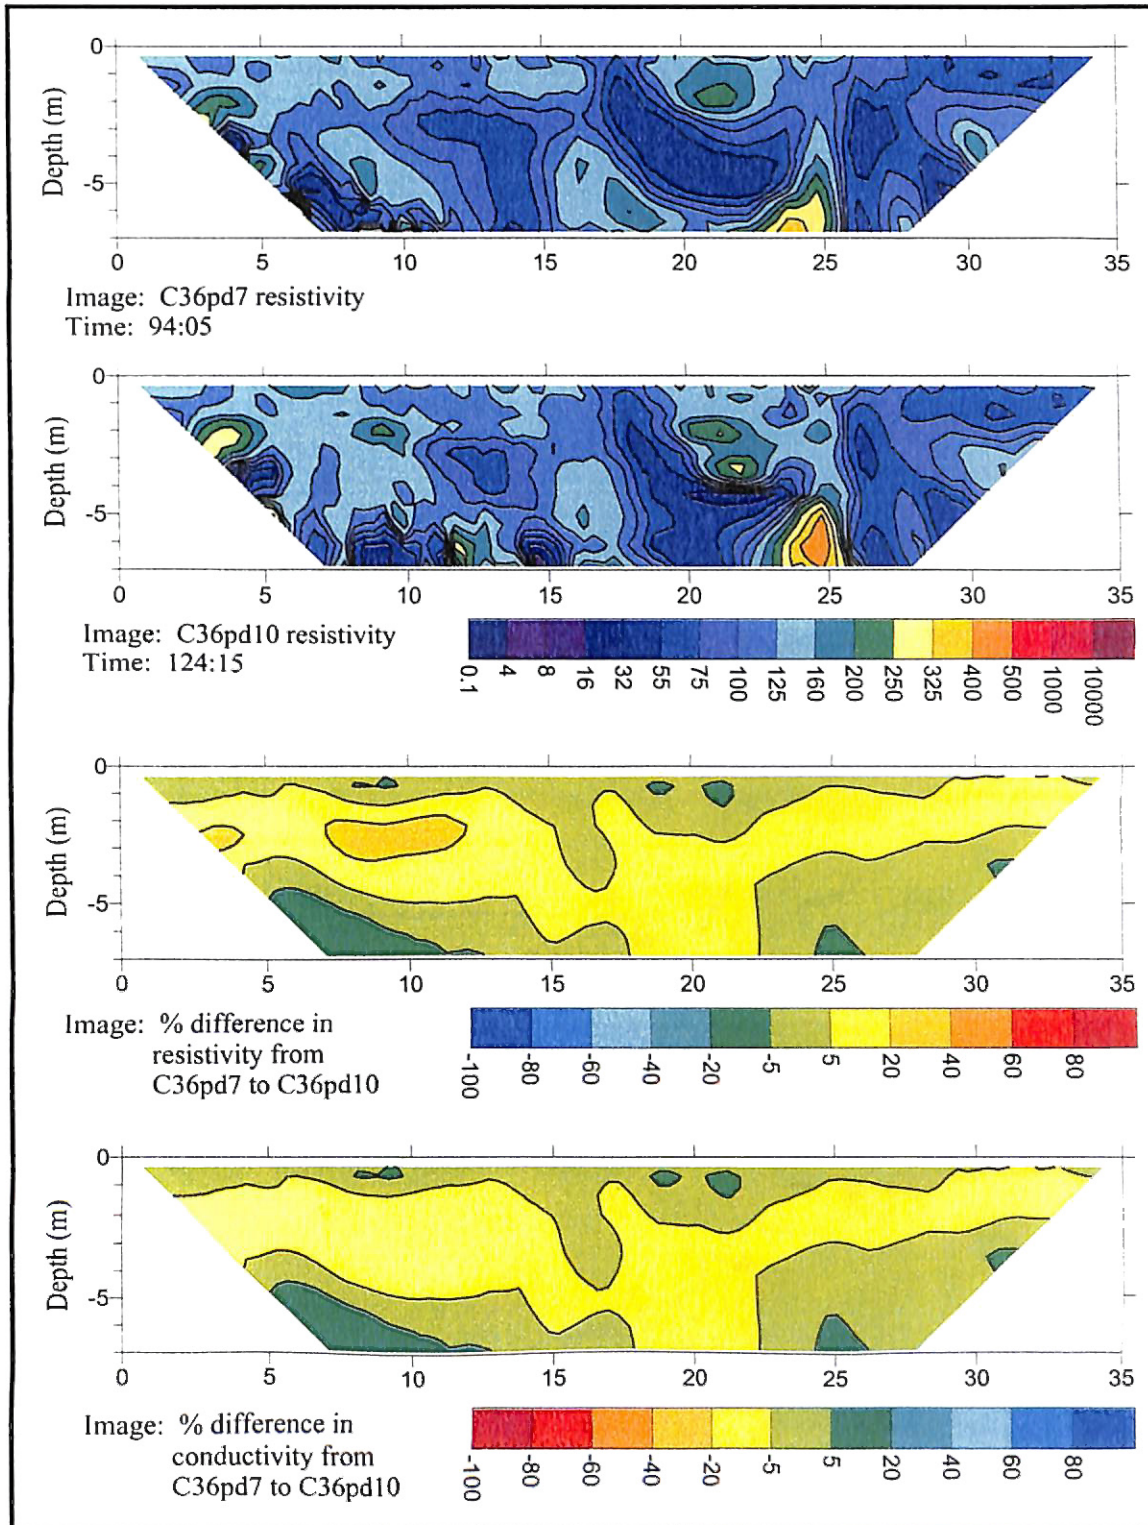 0
Depth (m)
-5
0 5 10 15 20 25 30 35
Image: C36pd7 resistivity
Time: 94:05
0
Depth (m)
-5
0 5 10 15 20 25 30 35
Image: C36pd10 resistivity
Time: 124:15
0.1 4 8 16 32 55 75 100 125 160 200 250 325 400 500 1000 10000
0
Depth (m)
-5
0 5 10 15 20 25 30 35
Image: % difference in
resistivity from
C36pd7 to C36pd10
-100 -80 -60 -40 -20 -5 5 20 40 60 80
0
Depth (m)
-5
0 5 10 15 20 25 30 35
Image: % difference in
conductivity from
C36pd7 to C36pd10
-100 -80 -60 -40 -20 -5 5 20 40 60 80